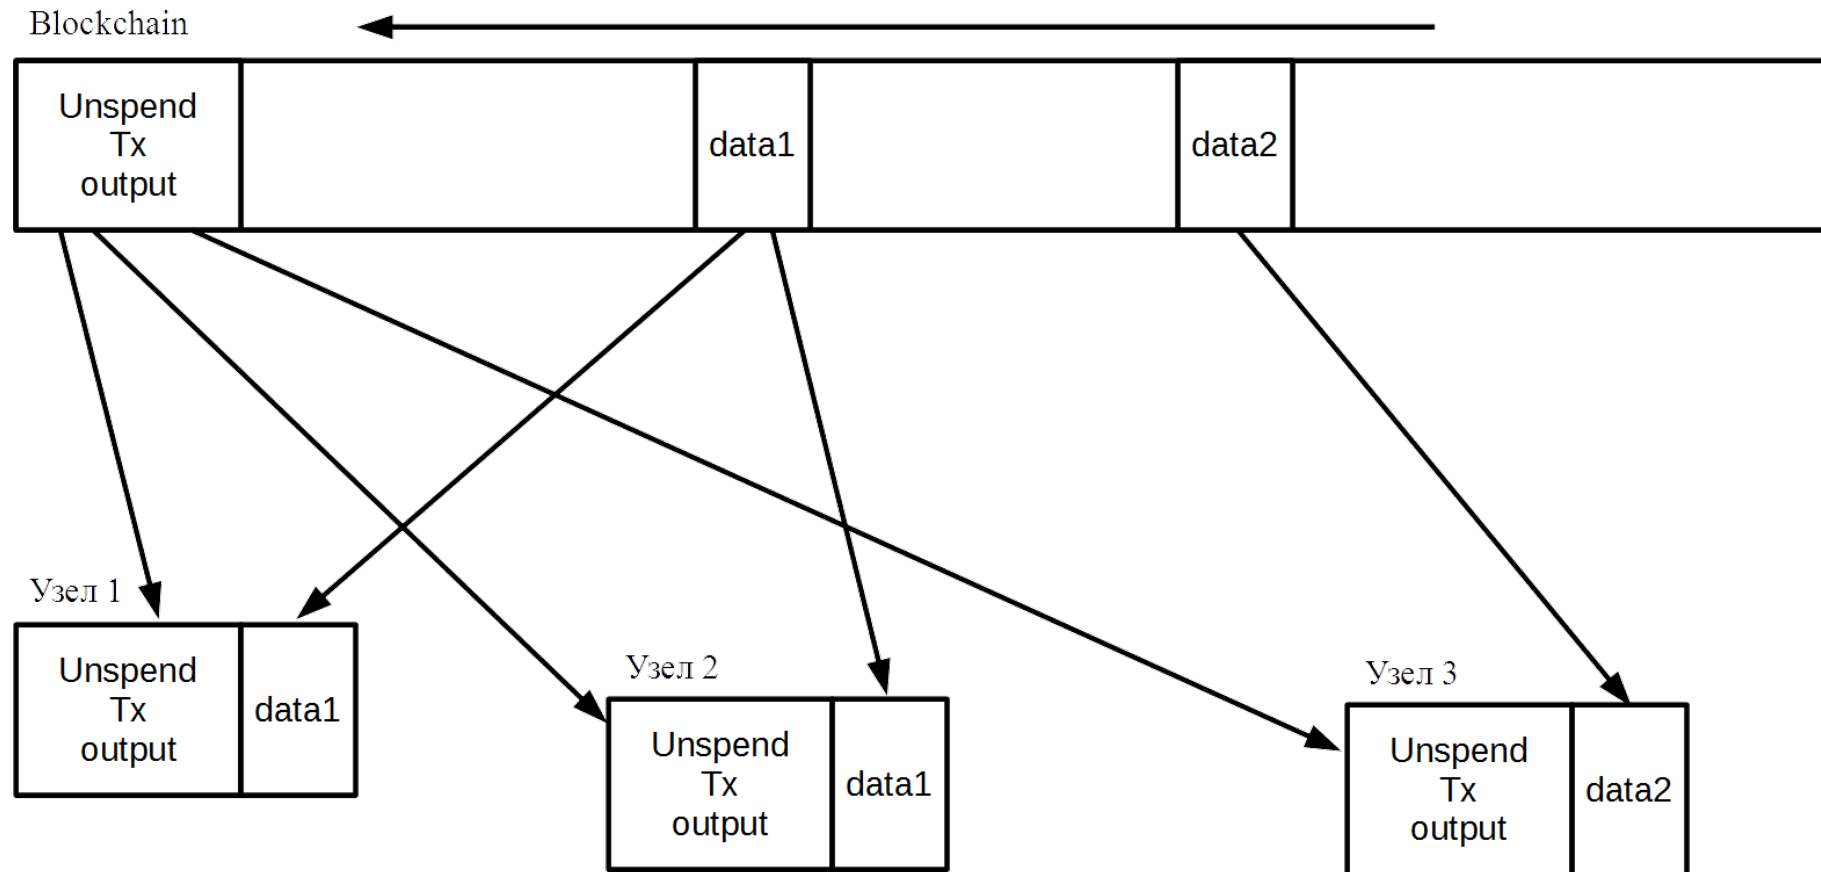 Blockchain
Unspend
Tx
output
data1
data2
Узел 1
Unspend
Tx
output
data1
Узел 2
Unspend
Tx
output
data1
Узел 3
Unspend
Tx
output
data2